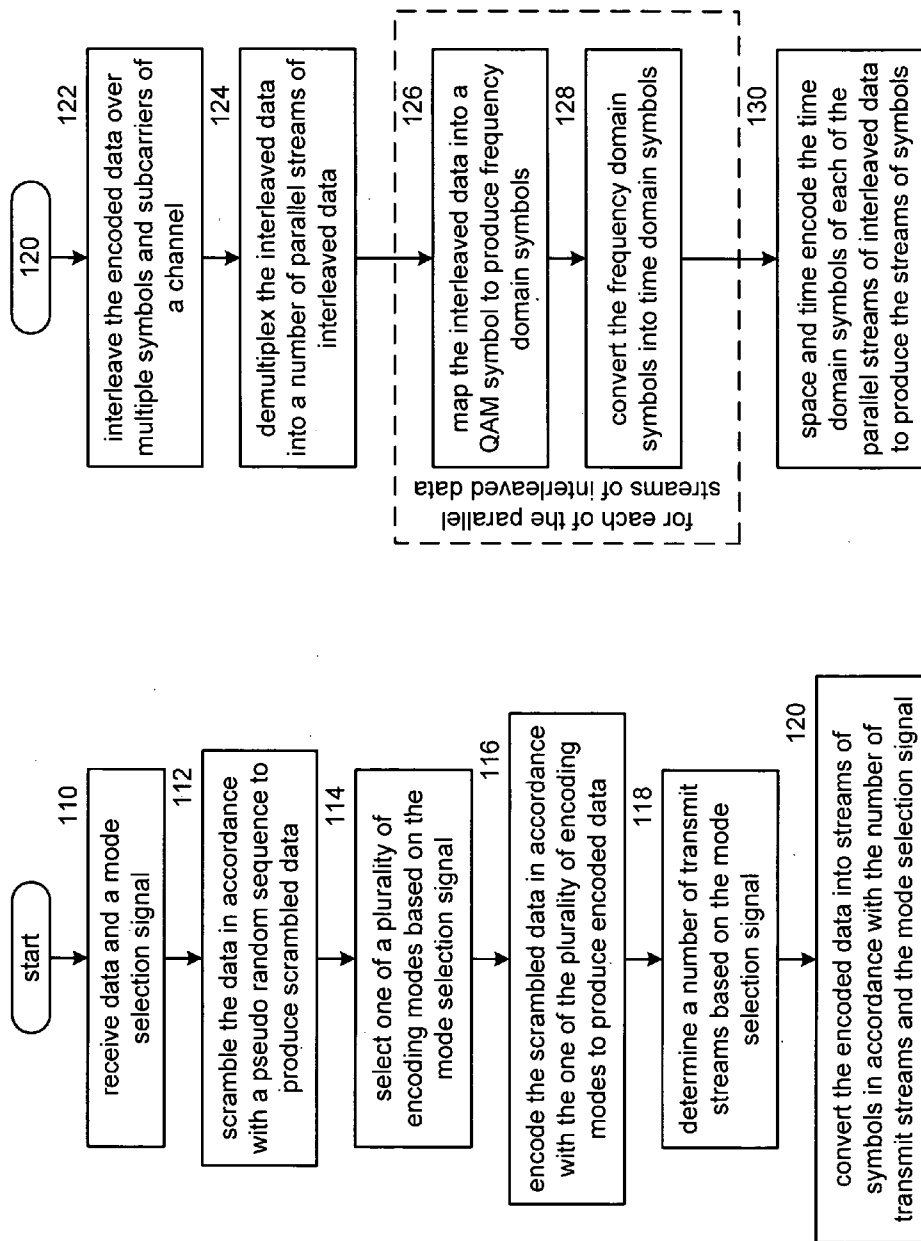 start
110
receive data and a mode
selection signal
112
scramble the data in accordance
with a pseudo random sequence to
produce scrambled data
114
select one of a plurality of
encoding modes based on the
mode selection signal
116
encode the scrambled data in accordance
with the one of the plurality of encoding
modes to produce encoded data
118
determine a number of transmit
streams based on the mode
selection signal
120
convert the encoded data into streams of
symbols in accordance with the number of
transmit streams and the mode selection signal
120
122
interleave the encoded data over
multiple symbols and subcarriers of
a channel
124
demultiplex the interleaved data
into a number of parallel streams of
interleaved data
for each of the parallel
streams of interleaved data
126
map the interleaved data into a
QAM symbol to produce frequency
domain symbols
128
convert the frequency domain
symbols into time domain symbols
130
space and time encode the time
domain symbols of each of the
parallel streams of interleaved data
to produce the streams of symbols